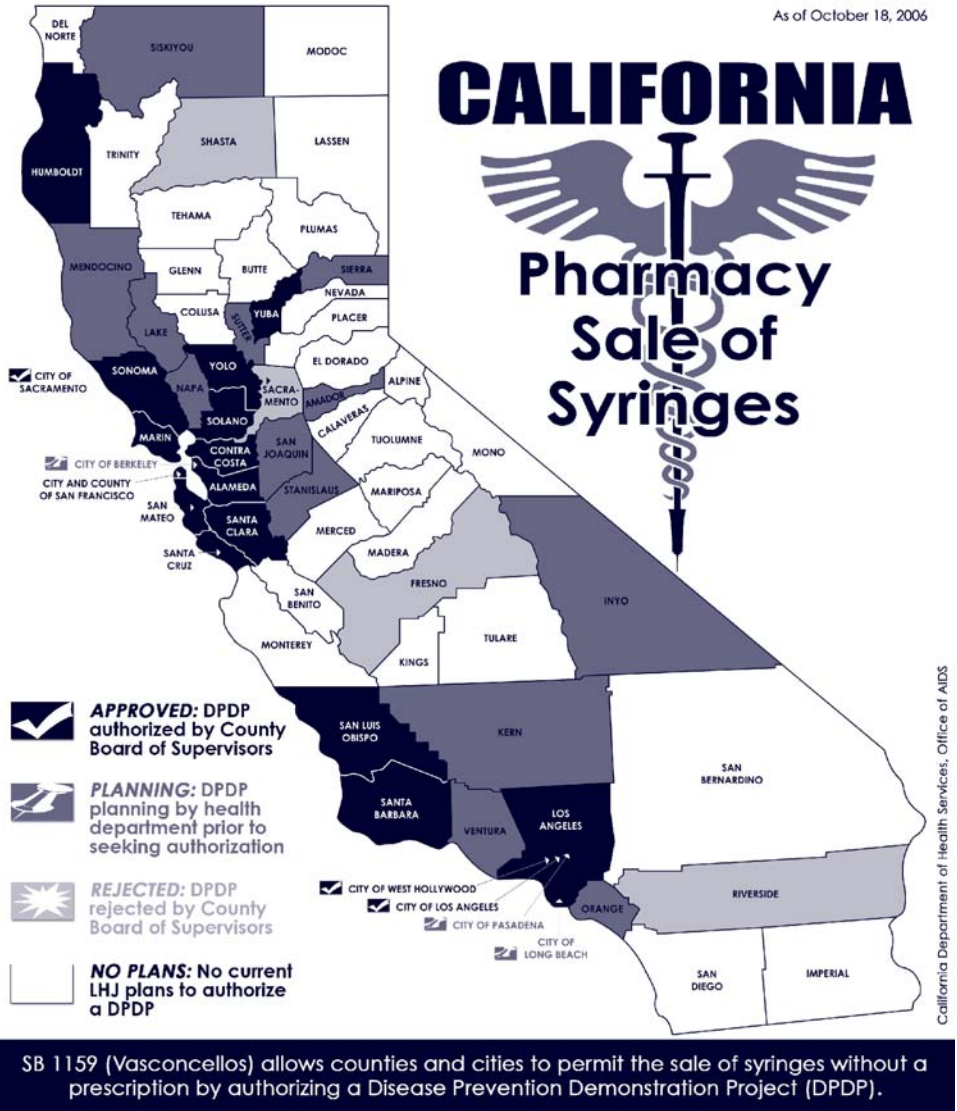 As of October 18, 2006
CALIFORNIA
Pharmacy
Sale of
Syringes
DEL
NORTE
SISKIYOU
MODOC
HUMBOLDT
TRINITY
SHASTA
LASSEN
TEHAMA
PLUMAS
MENDOCINO
GLENN
BUTTE
SIERRA
NEVADA
COLUSA
SUTTER
YUBA
PLACER
LAKE
EL DORADO
SONOMA
NAPA
YOLO
SACRA-
MENTO
AMADOR
ALPINE
CITY OF
SACRAMENTO
SOLANO
CALAVERAS
MARIN
CONTRA
COSTA
SAN
JOAQUIN
TUOLUMNE
MONO
CITY OF BERKELEY
CITY AND COUNTY
OF SAN FRANCISCO
ALAMEDA
STANISLAUS
MARIPOSA
SAN
MATEO
SANTA
CLARA
MERCED
SANTA
CRUZ
MADERA
SAN
BENITO
FRESNO
INYO
MONTEREY
KINGS
TULARE
SAN LUIS
OBISPO
KERN
SAN
BERNARDINO
SANTA
BARBARA
VENTURA
LOS
ANGELES
CITY OF WEST HOLLYWOOD
CITY OF LOS ANGELES
CITY OF PASADENA
CITY OF
LONG BEACH
ORANGE
RIVERSIDE
SAN
DIEGO
IMPERIAL
APPROVED: DPDP
authorized by County
Board of Supervisors
PLANNING: DPDP
planning by health
department prior to
seeking authorization
REJECTED: DPDP
rejected by County
Board of Supervisors
NO PLANS: No current
LHJ plans to authorize
a DPDP
California Department of Health Services, Office of AIDS
SB 1159 (Vasconcellos) allows counties and cities to permit the sale of syringes without a
prescription by authorizing a Disease Prevention Demonstration Project (DPDP).